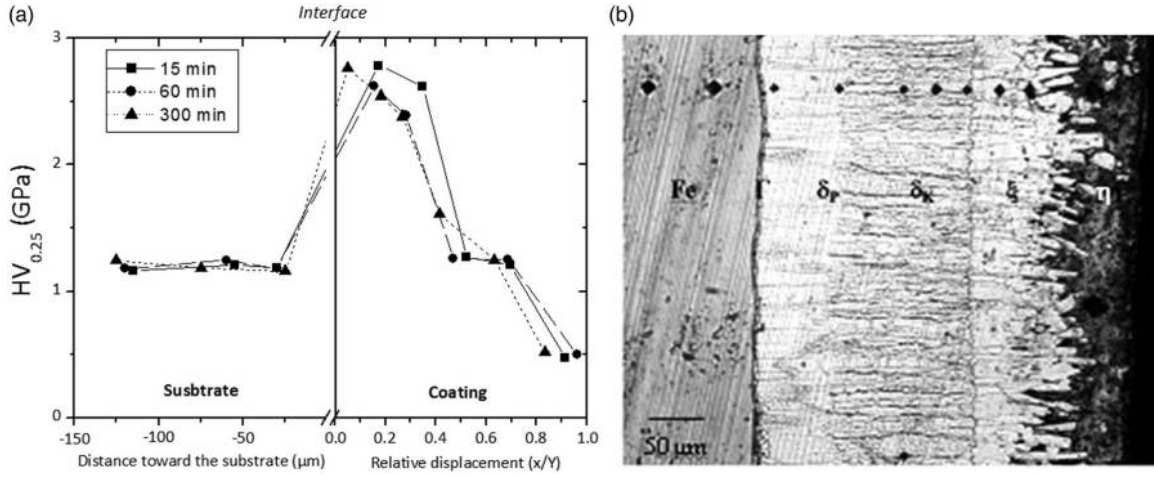 (a)
Interface
3
2
1
0
HV0.25 (GPa)
15 min
60 min
300 min
Susbtrate
Coating
-150
-100
-50
0.0
0.2
0.4
0.6
0.8
1.0
Distance toward the substrate (µm)
Relative displacement (x/Y)
(b)
Fe
Γ
δP
δK
ξ
η
50 µm